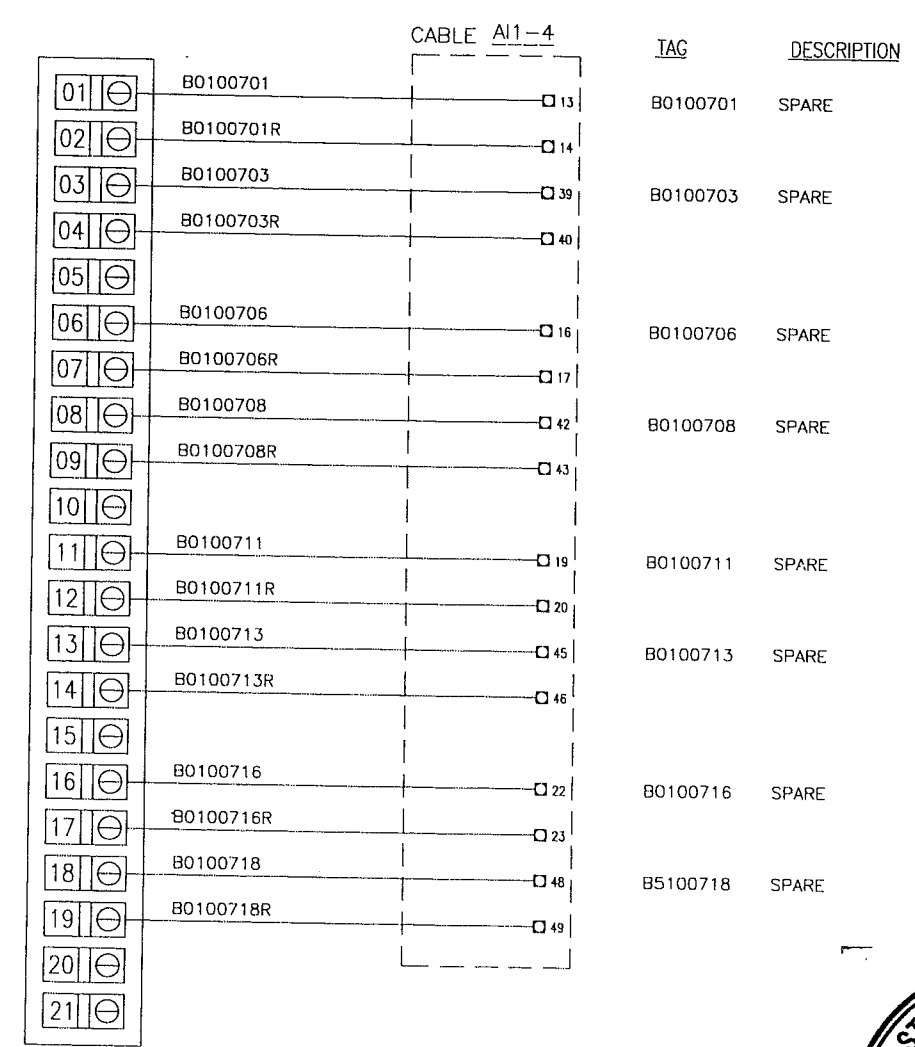 CABLE AI1-4
TAG DESCRIPTION
01 B0100701 13 B0100701 SPARE
02 B0100701R 14
03 B0100703 39 B0100703 SPARE
04 B0100703R 40
05
06 B0100706 16 B0100706 SPARE
07 B0100706R 17
08 B0100708 42 B0100708 SPARE
09 B0100708R 43
10
11 B0100711 19 B0100711 SPARE
12 B0100711R 20
13 B0100713 45 B0100713 SPARE
14 B0100713R 46
15
16 B0100716 22 B0100716 SPARE
17 B0100716R 23
18 B0100718 48 B5100718 SPARE
19 B0100718R 49
20
21